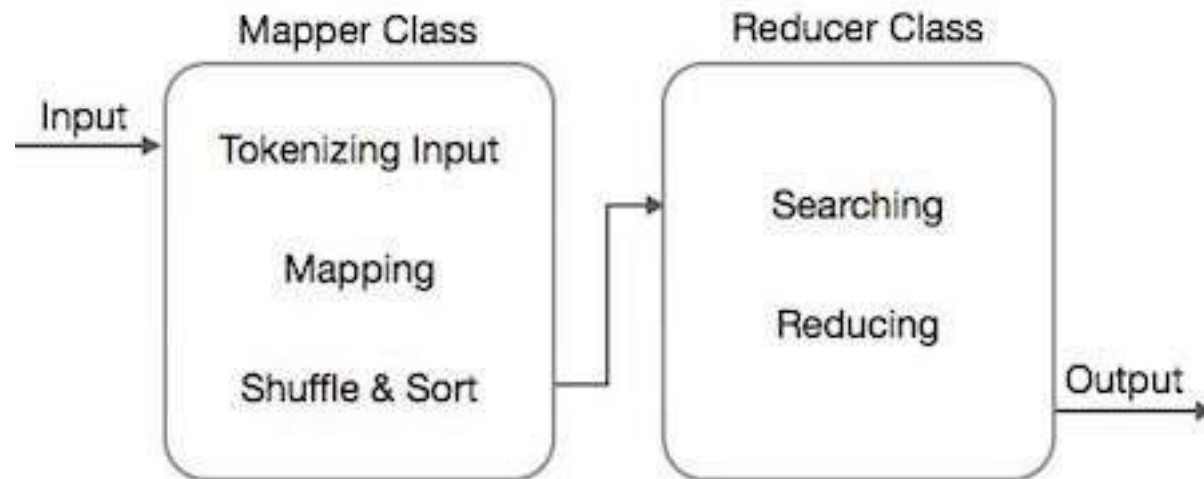 Mapper Class
Reducer Class
Input
Tokenizing Input
Mapping
Shuffle & Sort
Searching
Reducing
Output